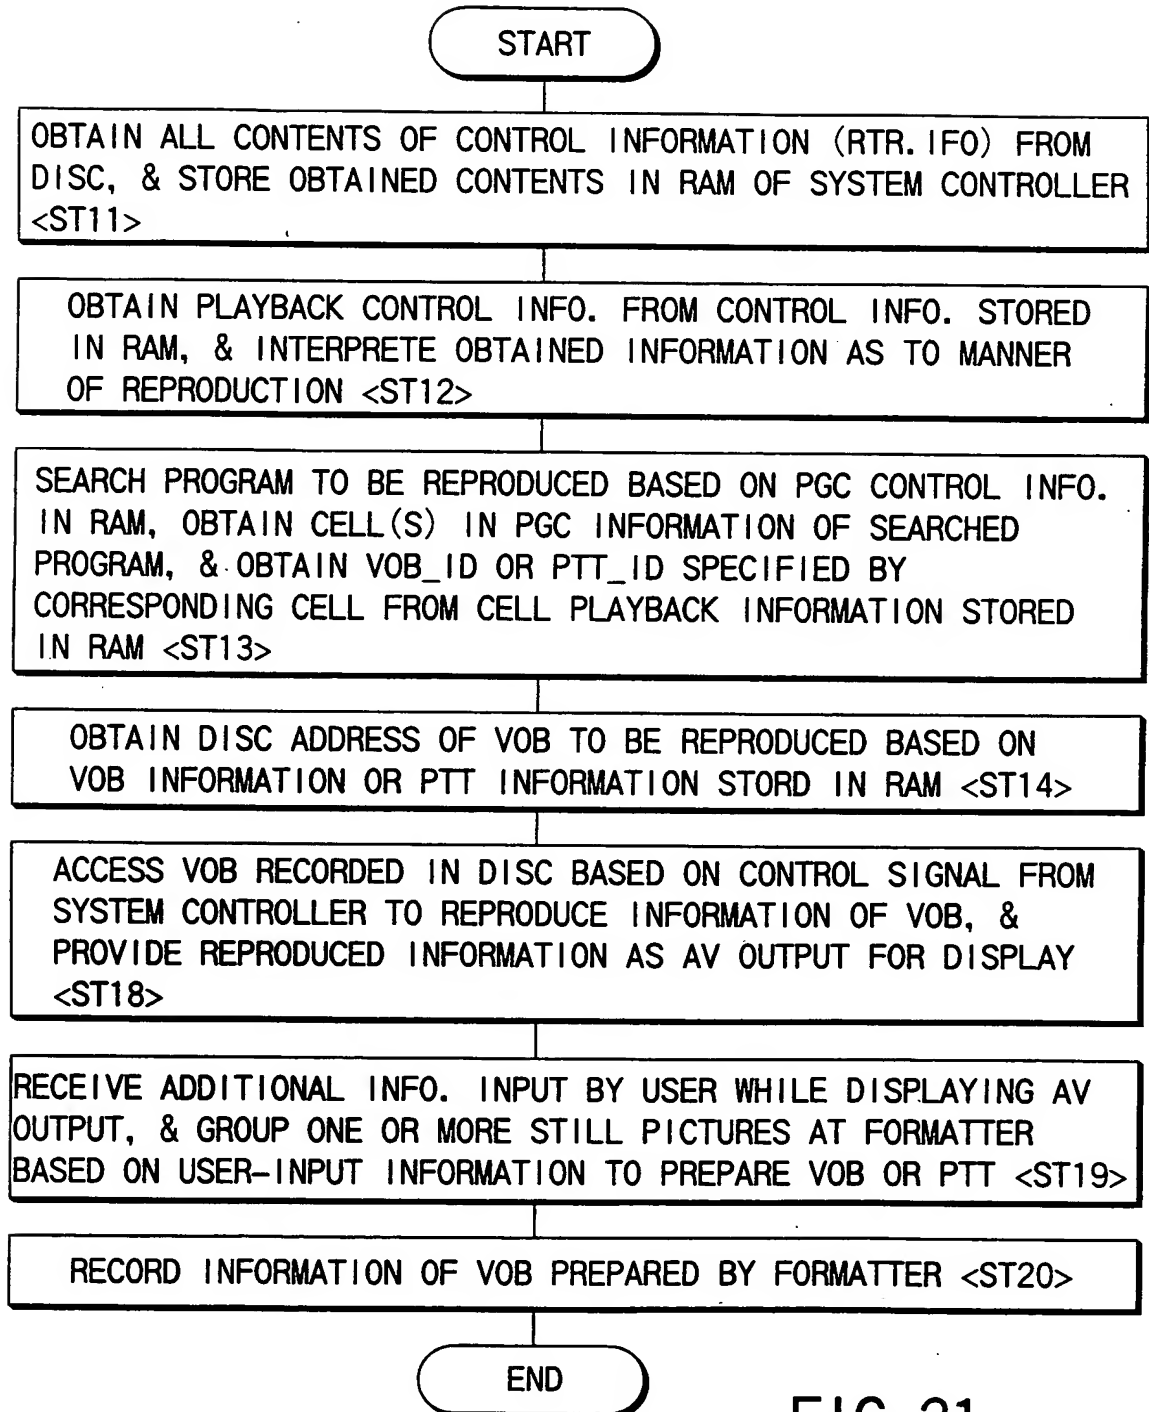 START
OBTAIN ALL CONTENTS OF CONTROL INFORMATION (RTR.IFO) FROM
DISC, & STORE OBTAINED CONTENTS IN RAM OF SYSTEM CONTROLLER
<ST11>
OBTAIN PLAYBACK CONTROL INFO. FROM CONTROL INFO. STORED
IN RAM, & INTERPRETE OBTAINED INFORMATION AS TO MANNER
OF REPRODUCTION <ST12>
SEARCH PROGRAM TO BE REPRODUCED BASED ON PGC CONTROL INFO.
IN RAM, OBTAIN CELL(S) IN PGC INFORMATION OF SEARCHED
PROGRAM, & OBTAIN VOB_ID OR PTT_ID SPECIFIED BY
CORRESPONDING CELL FROM CELL PLAYBACK INFORMATION STORED
IN RAM <ST13>
OBTAIN DISC ADDRESS OF VOB TO BE REPRODUCED BASED ON
VOB INFORMATION OR PTT INFORMATION STORD IN RAM <ST14>
ACCESS VOB RECORDED IN DISC BASED ON CONTROL SIGNAL FROM
SYSTEM CONTROLLER TO REPRODUCE INFORMATION OF VOB, &
PROVIDE REPRODUCED INFORMATION AS AV OUTPUT FOR DISPLAY
<ST18>
RECEIVE ADDITIONAL INFO. INPUT BY USER WHILE DISPLAYING AV
OUTPUT, & GROUP ONE OR MORE STILL PICTURES AT FORMATTER
BASED ON USER-INPUT INFORMATION TO PREPARE VOB OR PTT <ST19>
RECORD INFORMATION OF VOB PREPARED BY FORMATTER <ST20>
END
FIG. 21